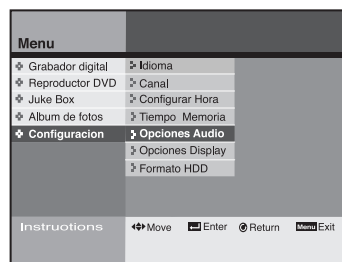 Menu
Grabador digital
Reproductor DVD
Juke Box
Album de fotos
Configuracion
Idioma
Canal
Configurar Hora
Tiempo Memoria
Opciones Audio
Opciones Display
Formato HDD
Instructions Move Enter Return Menu Exit